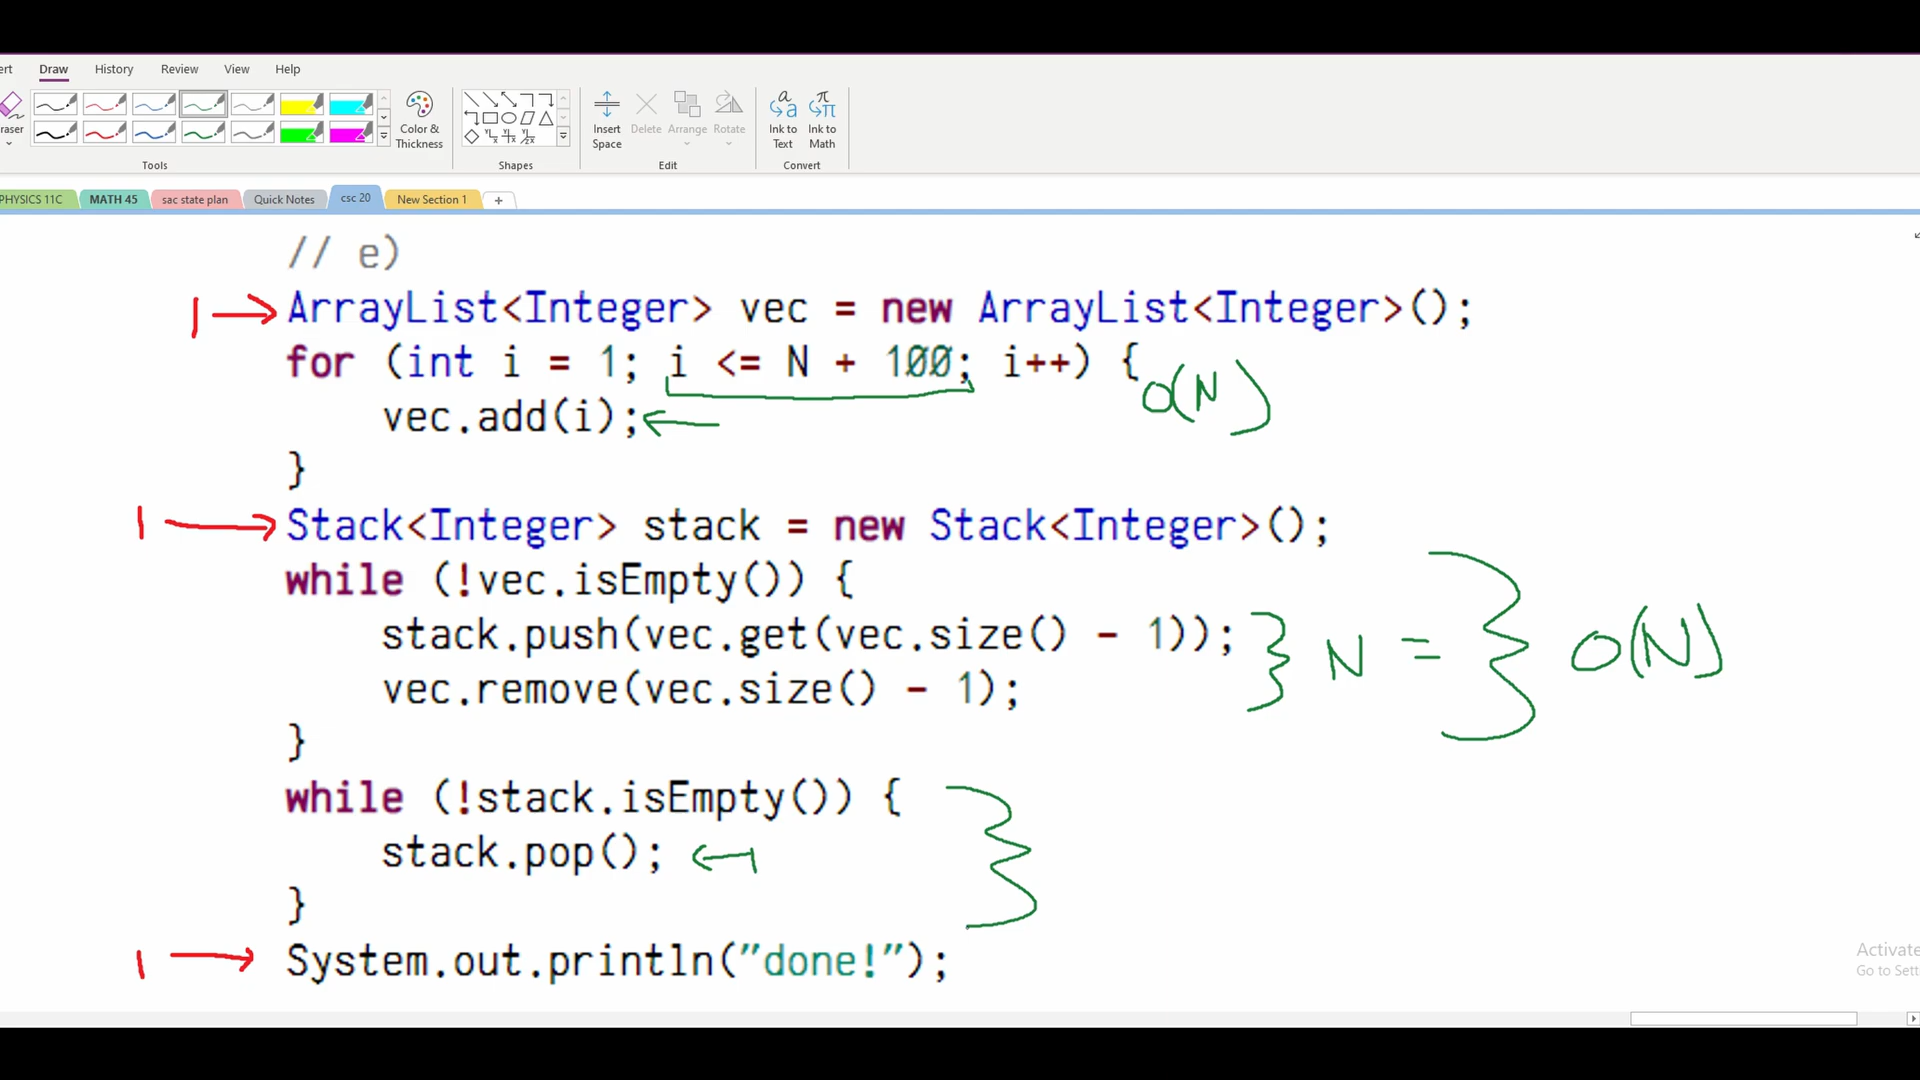 ert Draw History Review View Help
raser
Color & Thickness
Insert Space
Delete
Arrange
Rotate
Ink to Text
Ink to Math
Tools
Shapes
Edit
Convert
PHYSICS 11C MATH 45 sac state plan Quick Notes csc 20 New Section 1 +
// e)
1 → ArrayList<Integer> vec = new ArrayList<Integer>();
for (int i = 1; i <= N + 100; i++) { O(N)
vec.add(i); ←
}
1 → Stack<Integer> stack = new Stack<Integer>();
while (!vec.isEmpty()) {
stack.push(vec.get(vec.size() - 1));
} N = } O(N)
vec.remove(vec.size() - 1);
}
while (!stack.isEmpty()) {
stack.pop(); ← 1
}
1 → System.out.println("done!");
Activate
Go to Sett